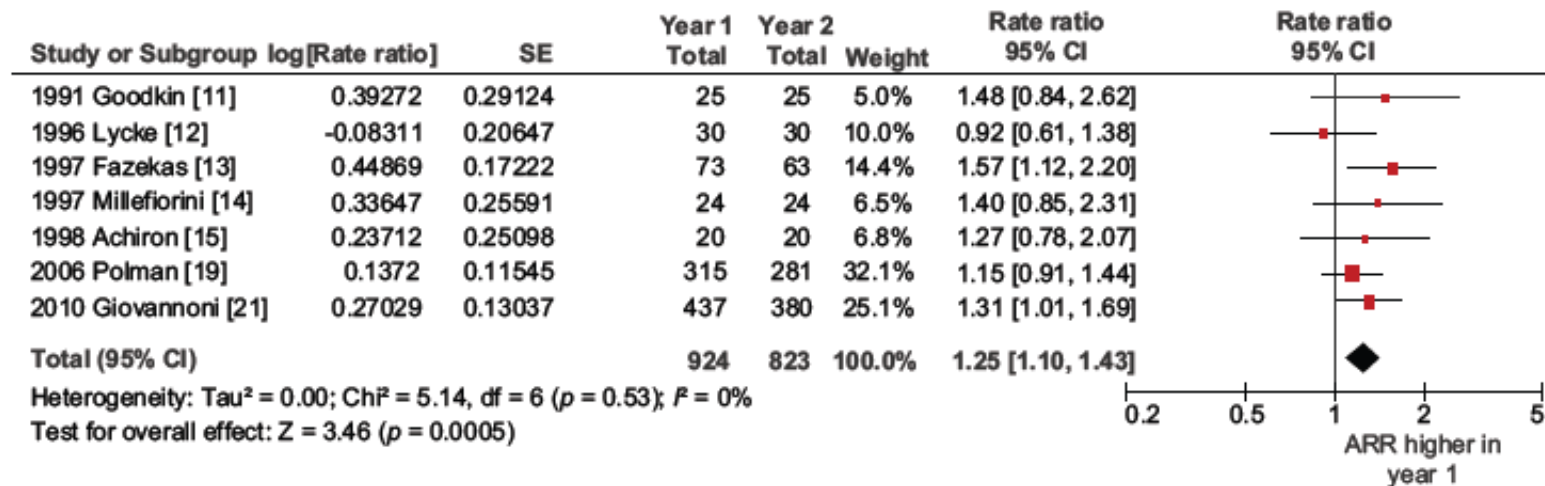 Year 1 Year 2 Rate ratio Rate ratio
Study or Subgroup log[Rate ratio] SE Total Total Weight 95% CI 95% CI
1991 Goodkin [11] 0.39272 0.29124 25 25 5.0% 1.48 [0.84, 2.62]
1996 Lycke [12] -0.08311 0.20647 30 30 10.0% 0.92 [0.61, 1.38]
1997 Fazekas [13] 0.44869 0.17222 73 63 14.4% 1.57 [1.12, 2.20]
1997 Millefiorini [14] 0.33647 0.25591 24 24 6.5% 1.40 [0.85, 2.31]
1998 Achiron [15] 0.23712 0.25098 20 20 6.8% 1.27 [0.78, 2.07]
2006 Polman [19] 0.1372 0.11545 315 281 32.1% 1.15 [0.91, 1.44]
2010 Giovannoni [21] 0.27029 0.13037 437 380 25.1% 1.31 [1.01, 1.69]
Total (95% CI) 924 823 100.0% 1.25 [1.10, 1.43]
Heterogeneity: Tau² = 0.00; Chi² = 5.14, df = 6 (p = 0.53); I² = 0%
Test for overall effect: Z = 3.46 (p = 0.0005)
0.2 0.5 1 2 5
ARR higher in
year 1